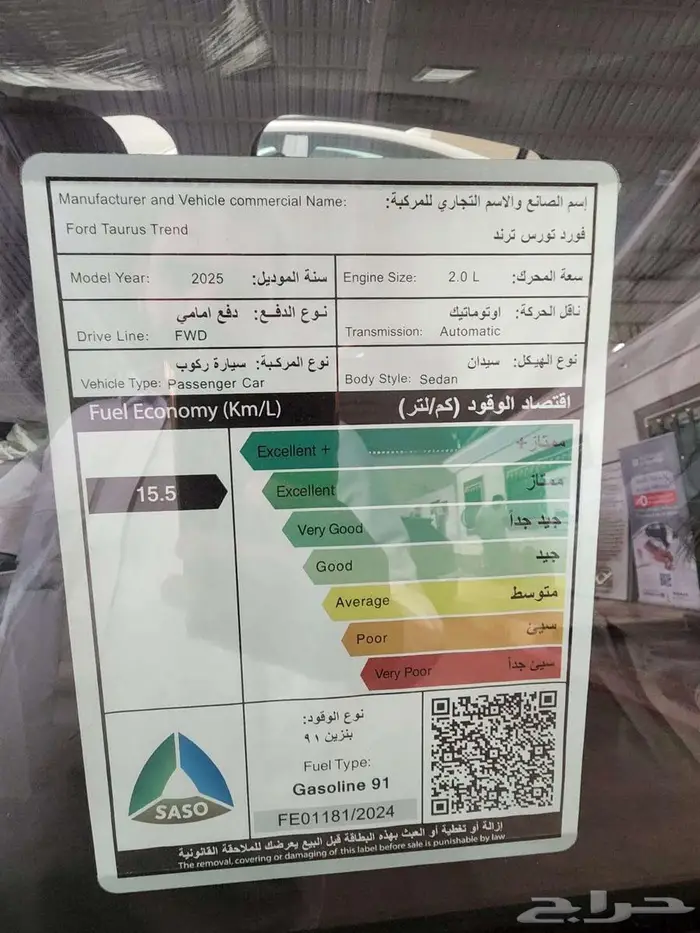 Manufacturer and Vehicle commercial Name: إسم الصانع والاسم التجاري للمركبة:
Ford Taurus Trend فورد تورس ترند
Model Year: 2025 سنة الموديل: Engine Size: 2.0 L سعة المحرك:
نوع الدفع: دفع امامي ناقل الحركة: اوتوماتيك
Drive Line: FWD Transmission: Automatic
نوع المركبة: سيارة ركوب نوع الهيكل: سيدان
Vehicle Type: Passenger Car Body Style: Sedan
Fuel Economy (Km/L) اقتصاد الوقود (كم/لتر)
Excellent + ممتاز+
15.5 Excellent ممتاز
Very Good جيد جداً
Good جيد
Average متوسط
Poor سيئ
Very Poor سيئ جداً
نوع الوقود:
بنزين ٩١
Fuel Type:
Gasoline 91
SASO
FE01181/2024
إزالة أو تغطية أو العبث بهذه البطاقة قبل البيع يعرضك للملاحقة القانونية
The removal, covering or damaging of this label before sale is punishable by law
حراج